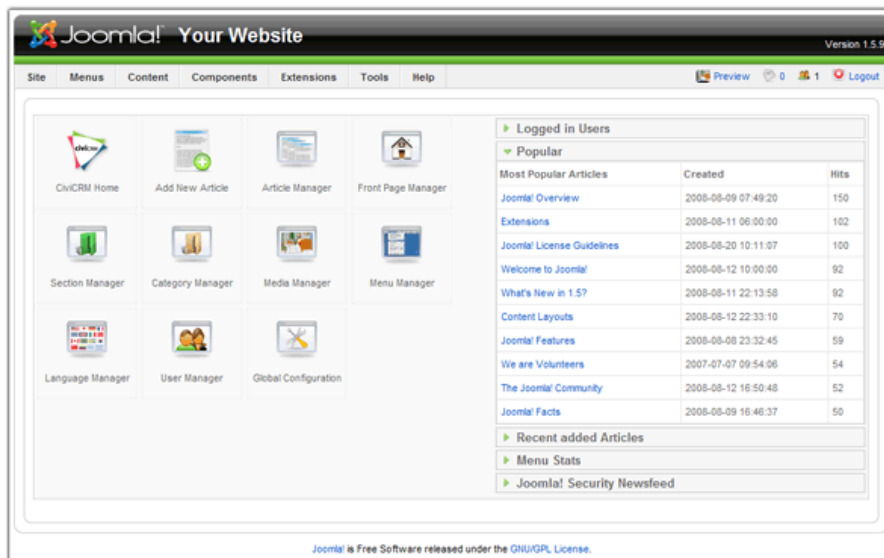 Joomla! Your Website
Version 1.5.9
Site Menus Content Components Extensions Tools Help Preview 0 1 Logout
CiviCRM Home Add New Article Article Manager Front Page Manager
Section Manager Category Manager Media Manager Menu Manager
Language Manager User Manager Global Configuration
Logged in Users
Popular
Most Popular Articles Created Hits
Joomla! Overview 2008-08-09 07:49:20 150
Extensions 2008-08-11 06:00:00 102
Joomla! License Guidelines 2008-08-20 10:11:07 100
Welcome to Joomla! 2008-08-12 10:00:00 92
What's New in 1.5? 2008-08-11 22:13:58 92
Content Layouts 2008-08-12 22:33:10 70
Joomla! Features 2008-08-08 23:32:45 59
We are Volunteers 2007-07-07 09:54:06 54
The Joomla! Community 2008-08-12 16:50:48 52
Joomla! Facts 2008-08-09 16:46:37 50
Recent added Articles
Menu Stats
Joomla! Security Newsfeed
Joomla! is Free Software released under the GNU/GPL License.